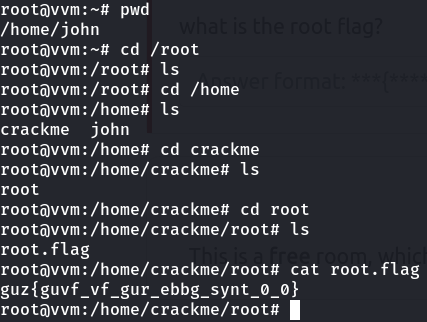 root@vvm:~# pwd
/home/john
root@vvm:~# cd /root
what is the root flag?
root@vvm:/root# ls
root@vvm:/root# cd /home
Answer format: ***{****
root@vvm:/home# ls
crackme  john
root@vvm:/home# cd crackme
root@vvm:/home/crackme# ls
root
root@vvm:/home/crackme# cd root
root@vvm:/home/crackme/root# ls
root.flag
This is a free room, which
root@vvm:/home/crackme/root# cat root.flag
guz{guvf_vf_gur_ebbg_synt_0_0}
root@vvm:/home/crackme/root#